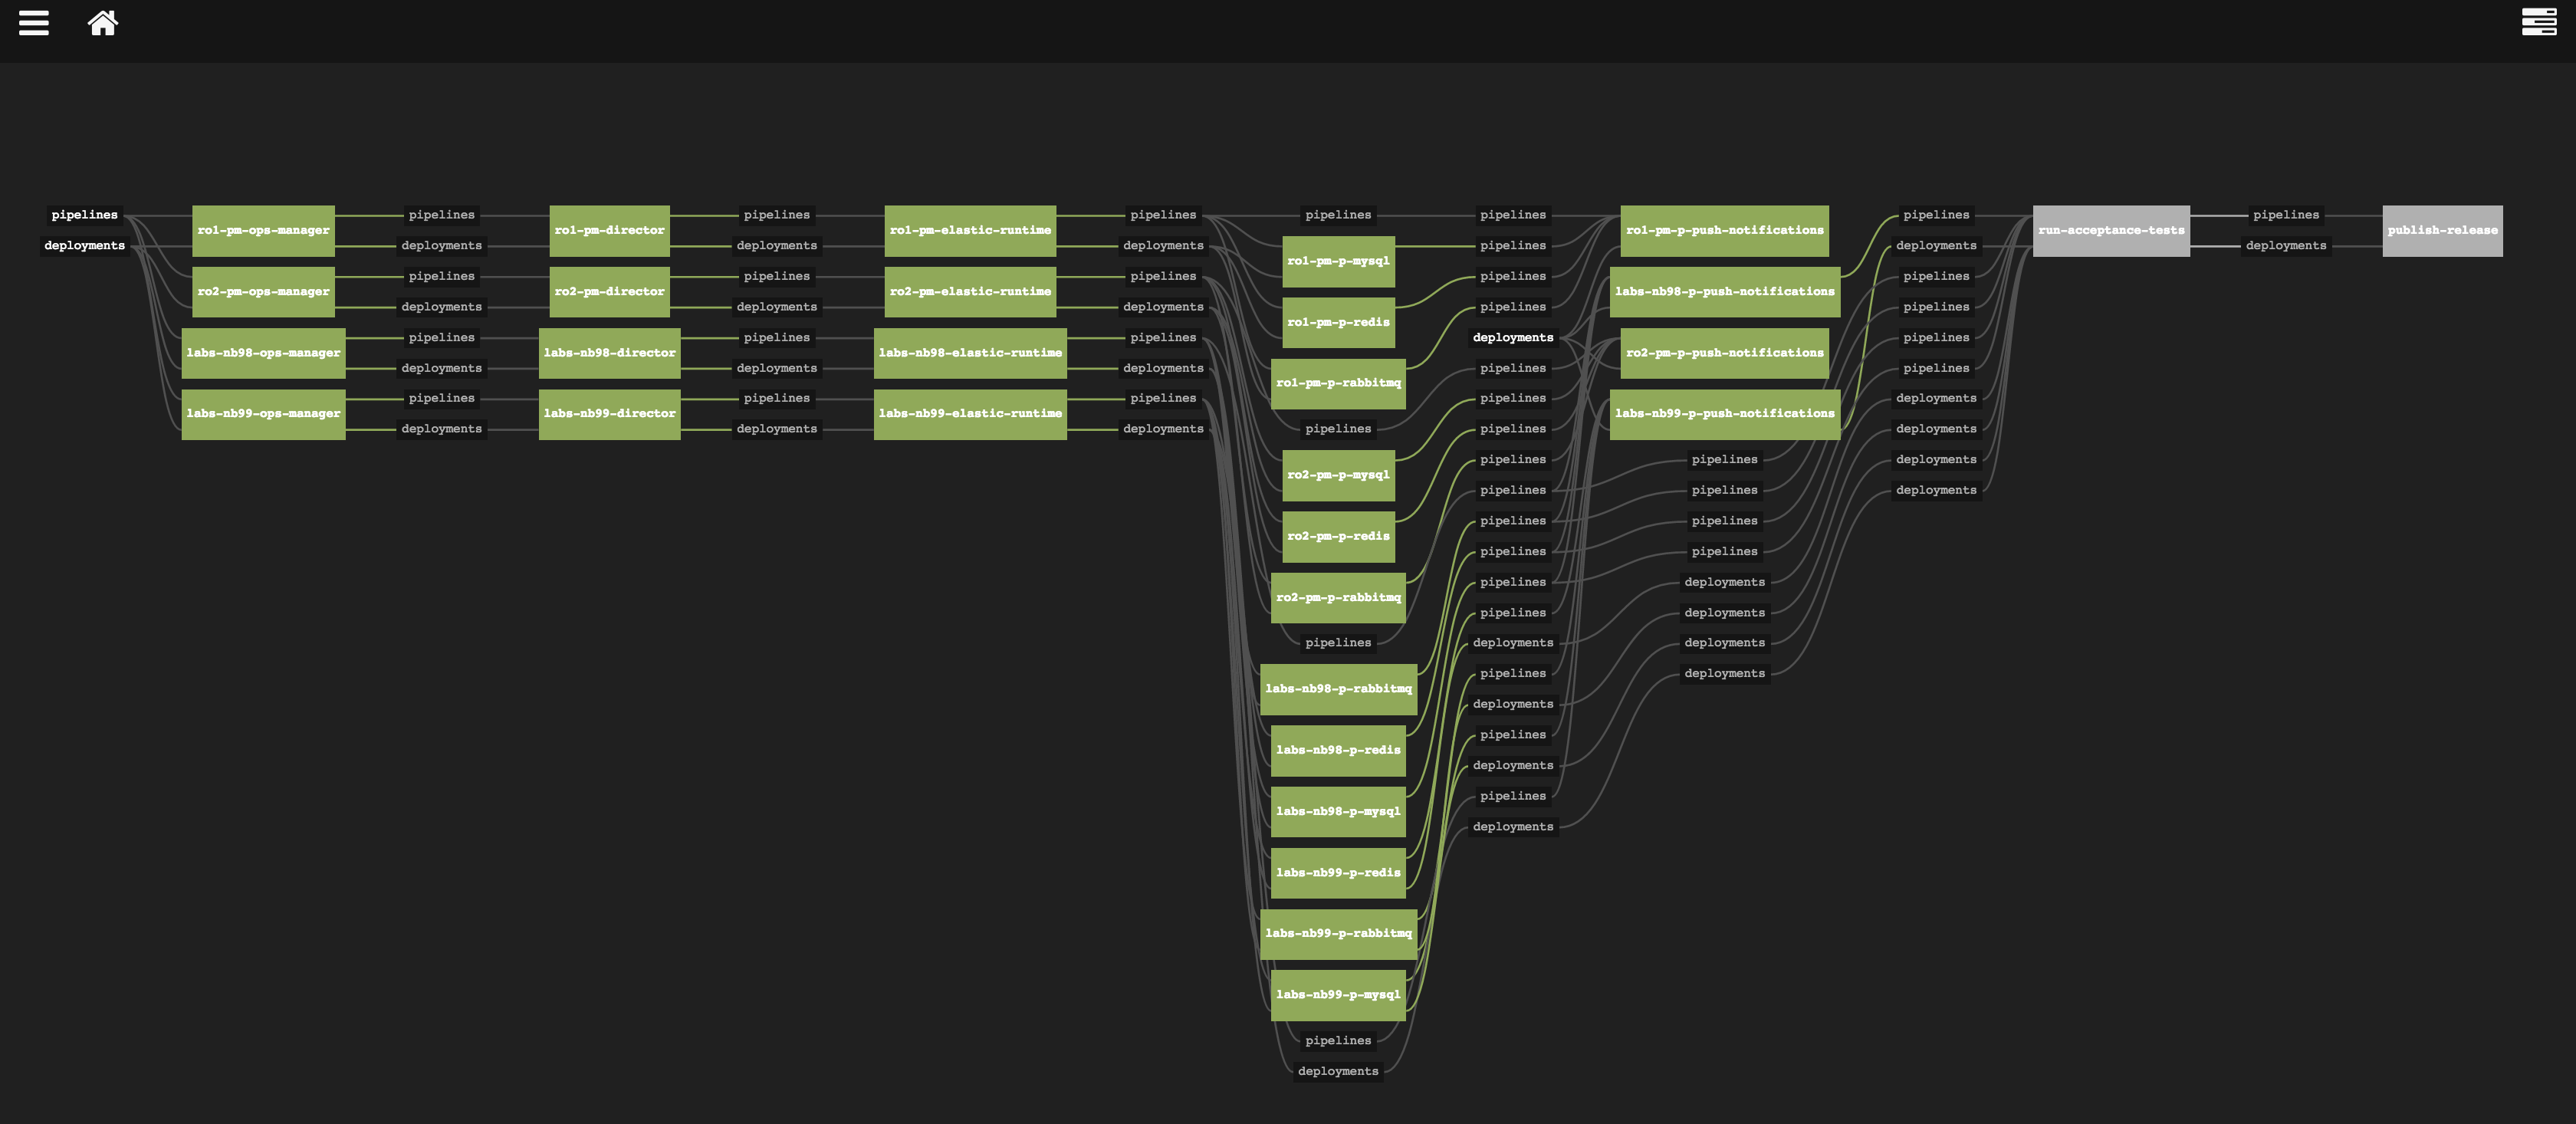 pipelines
deployments
ro1-pm-ops-manager
ro2-pm-ops-manager
labs-nb98-ops-manager
labs-nb99-ops-manager
pipelines
deployments
pipelines
deployments
pipelines
deployments
pipelines
deployments
ro1-pm-director
ro2-pm-director
labs-nb98-director
labs-nb99-director
pipelines
deployments
pipelines
deployments
pipelines
deployments
pipelines
deployments
ro1-pm-elastic-runtime
ro2-pm-elastic-runtime
labs-nb98-elastic-runtime
labs-nb99-elastic-runtime
pipelines
deployments
pipelines
deployments
pipelines
deployments
pipelines
deployments
pipelines
ro1-pm-p-mysql
ro1-pm-p-redis
ro1-pm-p-rabbitmq
pipelines
ro2-pm-p-mysql
ro2-pm-p-redis
ro2-pm-p-rabbitmq
pipelines
labs-nb98-p-rabbitmq
labs-nb98-p-redis
labs-nb98-p-mysql
labs-nb99-p-redis
labs-nb99-p-rabbitmq
labs-nb99-p-mysql
pipelines
deployments
pipelines
pipelines
pipelines
pipelines
deployments
pipelines
pipelines
pipelines
pipelines
pipelines
pipelines
pipelines
pipelines
pipelines
deployments
pipelines
deployments
pipelines
deployments
pipelines
deployments
ro1-pm-p-push-notifications
labs-nb98-p-push-notifications
ro2-pm-p-push-notifications
labs-nb99-p-push-notifications
pipelines
pipelines
pipelines
pipelines
deployments
deployments
deployments
deployments
pipelines
deployments
pipelines
pipelines
pipelines
pipelines
deployments
deployments
deployments
deployments
run-acceptance-tests
pipelines
deployments
publish-release